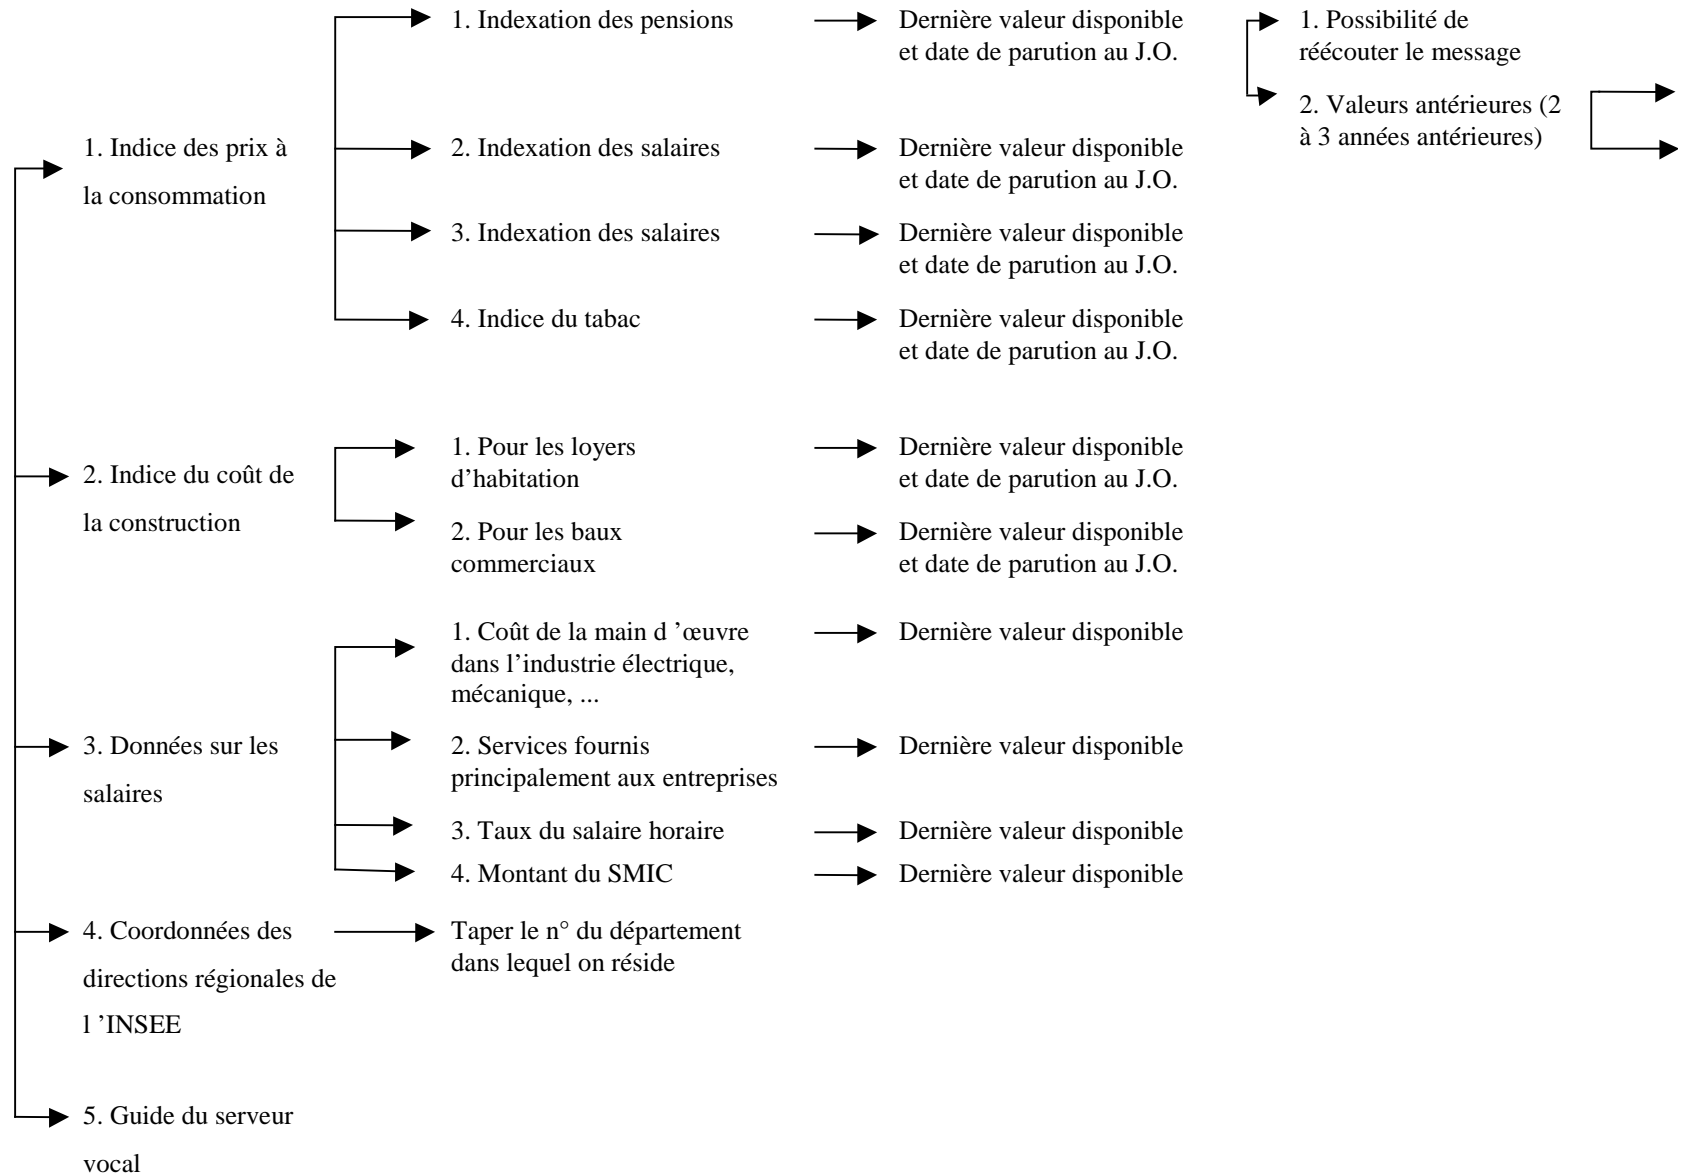 1. Indice des prix à
la consommation
1. Indexation des pensions
Dernière valeur disponible
et date de parution au J.O.
1. Possibilité de
réécouter le message
2. Valeurs antérieures (2
à 3 années antérieures)
2. Indexation des salaires
Dernière valeur disponible
et date de parution au J.O.
3. Indexation des salaires
Dernière valeur disponible
et date de parution au J.O.
4. Indice du tabac
Dernière valeur disponible
et date de parution au J.O.
2. Indice du coût de
la construction
1. Pour les loyers
d’habitation
Dernière valeur disponible
et date de parution au J.O.
2. Pour les baux
commerciaux
Dernière valeur disponible
et date de parution au J.O.
3. Données sur les
salaires
1. Coût de la main d ’œuvre
dans l’industrie électrique,
mécanique, ...
Dernière valeur disponible
2. Services fournis
principalement aux entreprises
Dernière valeur disponible
3. Taux du salaire horaire
Dernière valeur disponible
4. Montant du SMIC
Dernière valeur disponible
4. Coordonnées des
directions régionales de
l ’INSEE
Taper le n° du département
dans lequel on réside
5. Guide du serveur
vocal